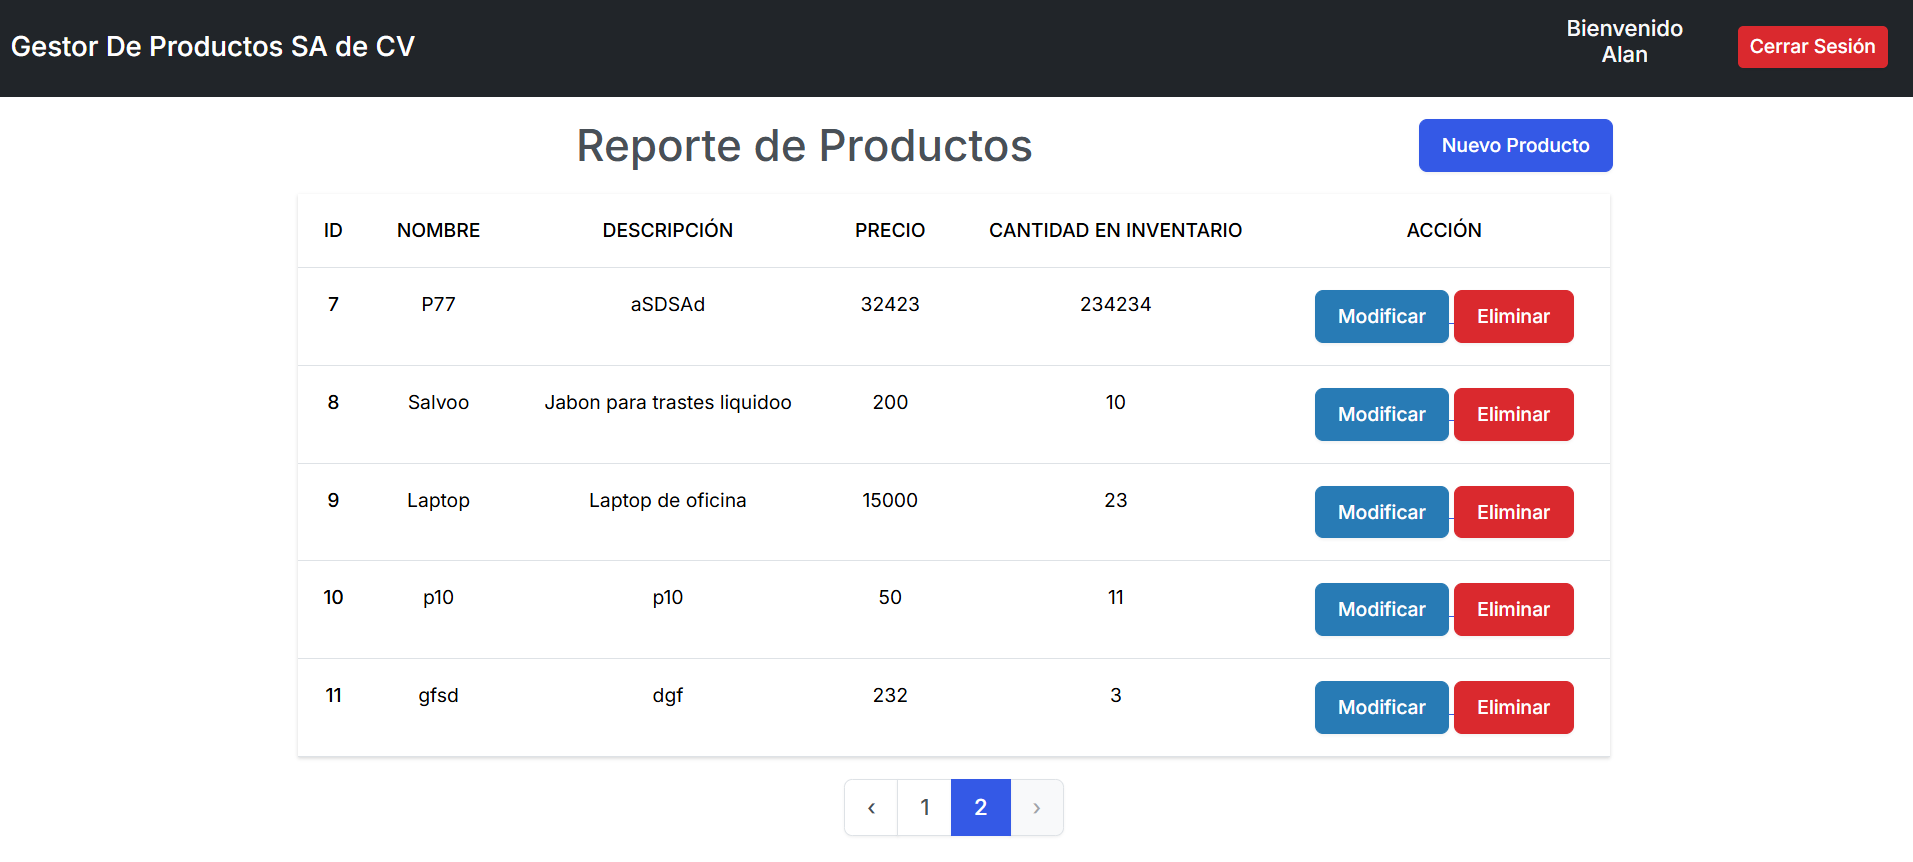 Gestor De Productos SA de CV
Bienvenido
Alan
Cerrar Sesión
Reporte de Productos
Nuevo Producto
ID NOMBRE DESCRIPCIÓN PRECIO CANTIDAD EN INVENTARIO ACCIÓN
7 P77 aSDSAd 32423 234234 Modificar Eliminar
8 Salvoo Jabon para trastes liquidoo 200 10 Modificar Eliminar
9 Laptop Laptop de oficina 15000 23 Modificar Eliminar
10 p10 p10 50 11 Modificar Eliminar
11 gfsd dgf 232 3 Modificar Eliminar
‹ 1 2 ›